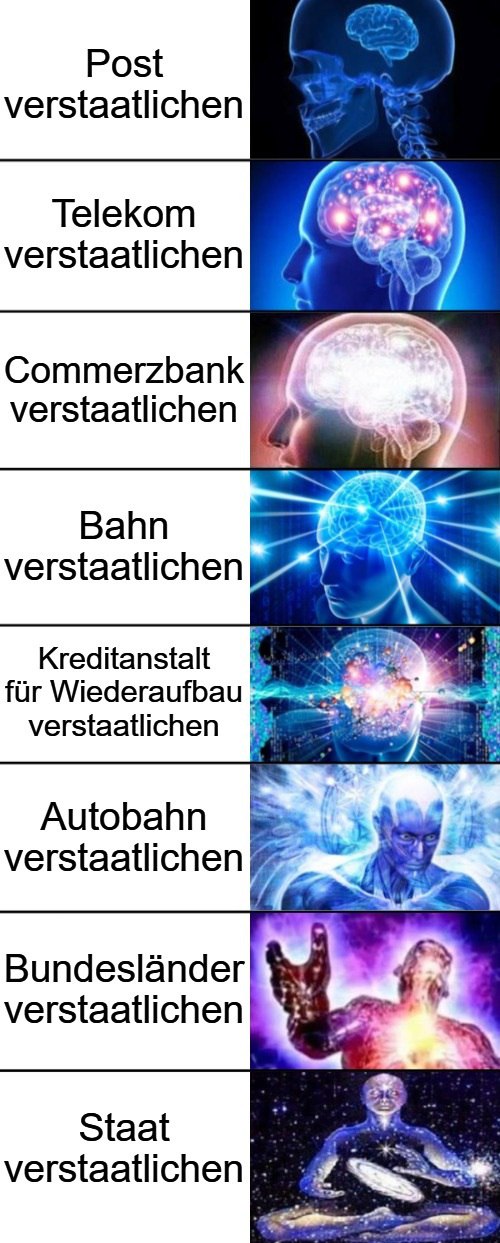 Post
verstaatlichen
Telekom
verstaatlichen
Commerzbank
verstaatlichen
Bahn
verstaatlichen
Kreditanstalt
für Wiederaufbau
verstaatlichen
Autobahn
verstaatlichen
Bundesländer
verstaatlichen
Staat
verstaatlichen